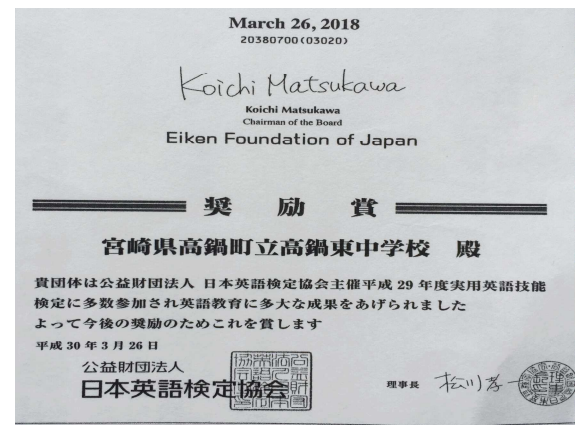 March 26, 2018
20380700(03020)
Koichi Matsukawa
Koichi Matsukawa
Chairman of the Board
Eiken Foundation of Japan
奨励賞
宮崎県高鍋町立高鍋東中学校 殿
貴団体は公益財団法人 日本英語検定協会主催平成 29 年度実用英語技能
検定に多数参加され英語教育に多大な成果をあげられました
よって今後の奨励のためこれを賞します
平成 30 年 3 月 26 日
公益財団法人
日本英語検定協会
理事長 松川孝一